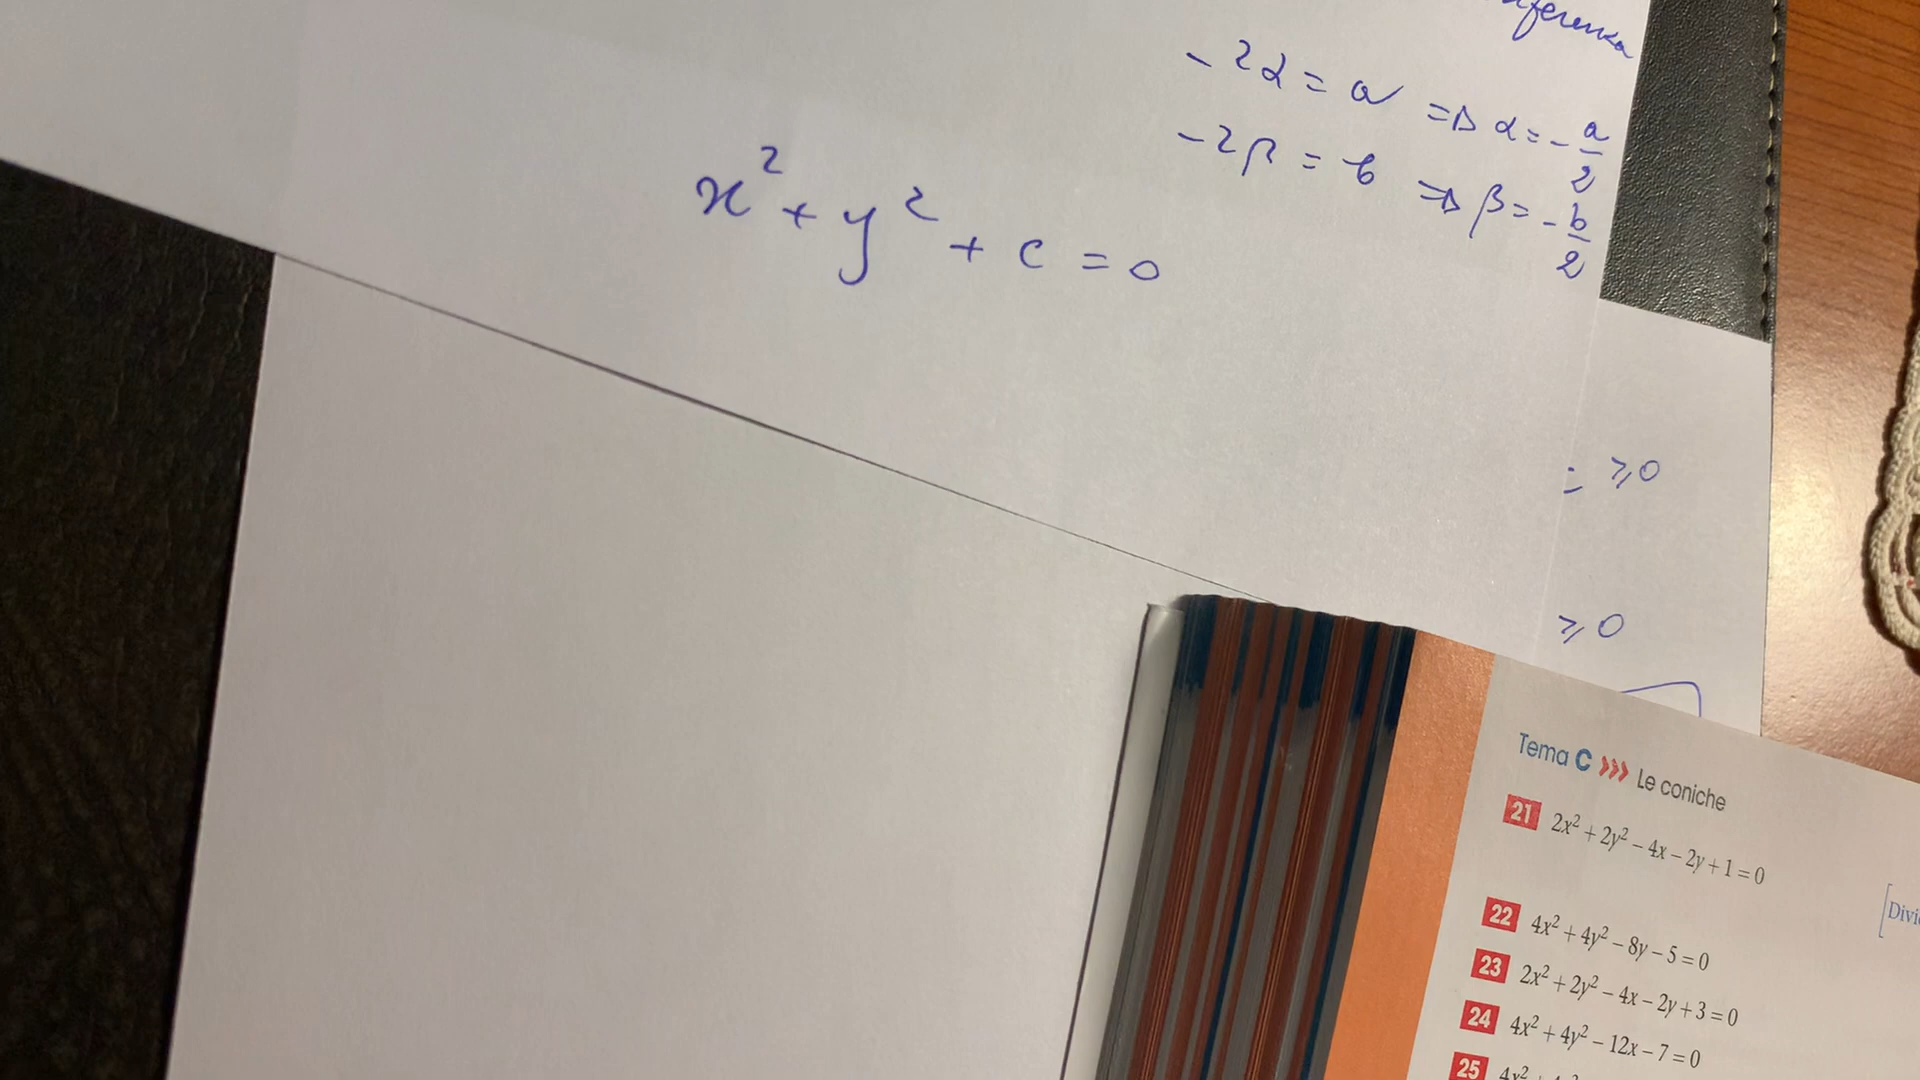 -2α = a ⇒ α = -a/2
-2β = b ⇒ β = -b/2
x² + y² + c = 0
= ≥0
≥0
Tema C >>> Le coniche
21 2x² + 2y² – 4x – 2y + 1 = 0
22 4x² + 4y² – 8y – 5 = 0
23 2x² + 2y² – 4x – 2y + 3 = 0
24 4x² + 4y² – 12x – 7 = 0
25